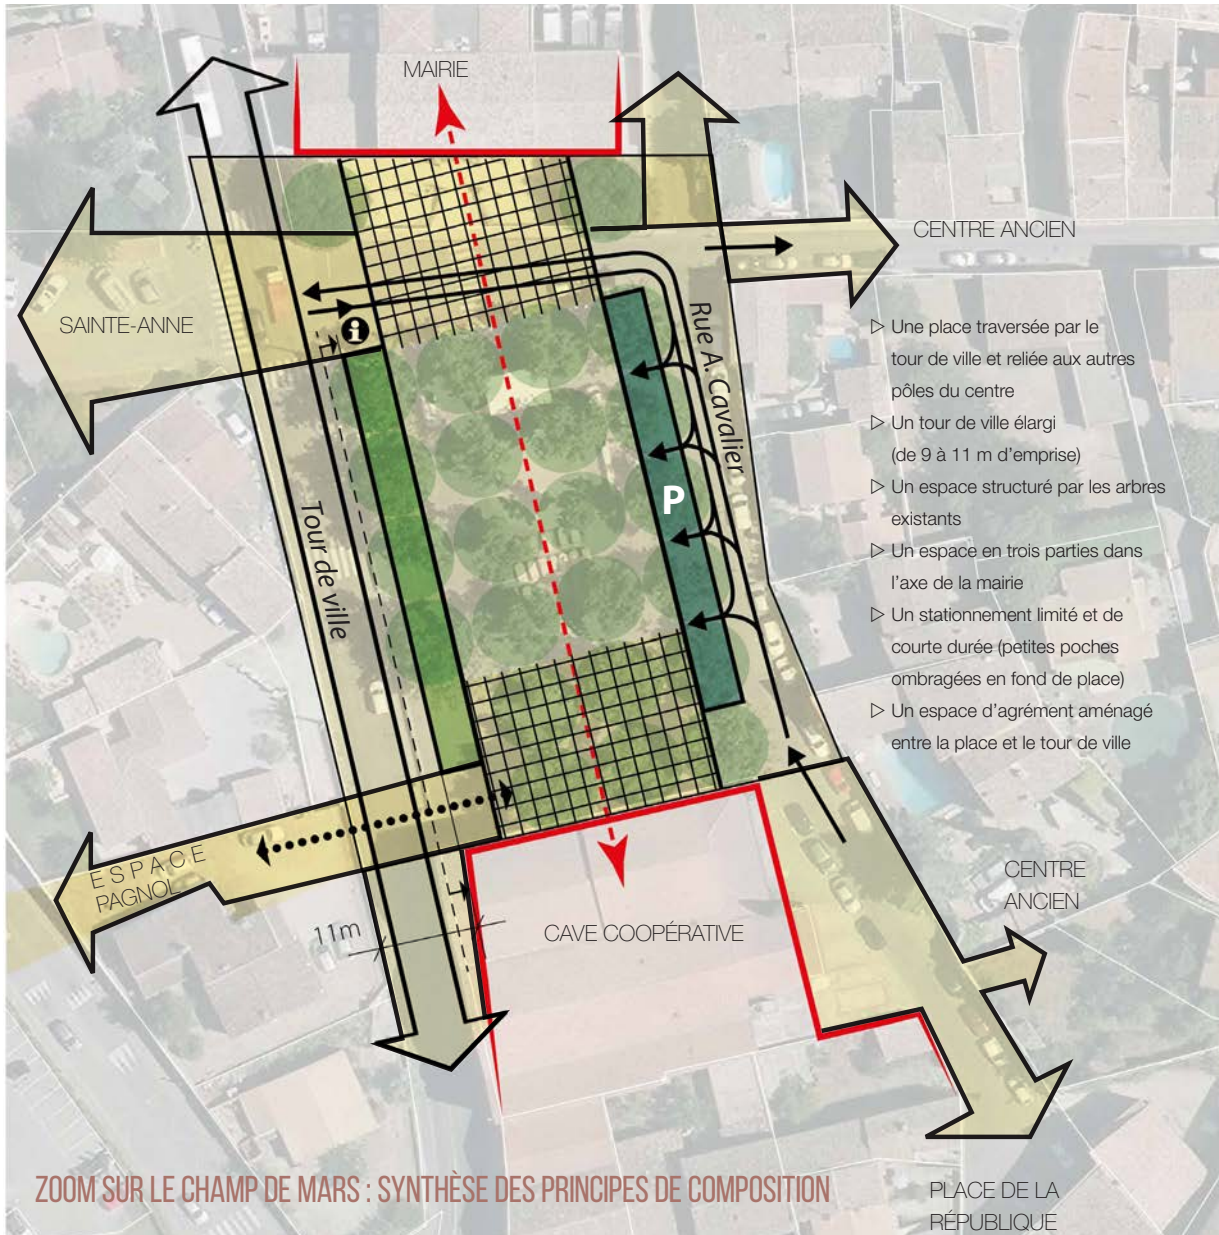 MAIRIE
CENTRE ANCIEN
SAINTE-ANNE
i
Rue A. Cavalier
▷ Une place traversée par le
tour de ville et reliée aux autres
pôles du centre
▷ Un tour de ville élargi
(de 9 à 11 m d'emprise)
▷ Un espace structuré par les arbres
existants
▷ Un espace en trois parties dans
l'axe de la mairie
▷ Un stationnement limité et de
courte durée (petites poches
ombragées en fond de place)
▷ Un espace d'agrément aménagé
entre la place et le tour de ville
P
Tour de ville
ESPACE
PAGNOL
11m
CAVE COOPÉRATIVE
CENTRE
ANCIEN
ZOOM SUR LE CHAMP DE MARS : SYNTHÈSE DES PRINCIPES DE COMPOSITION
PLACE DE LA
RÉPUBLIQUE